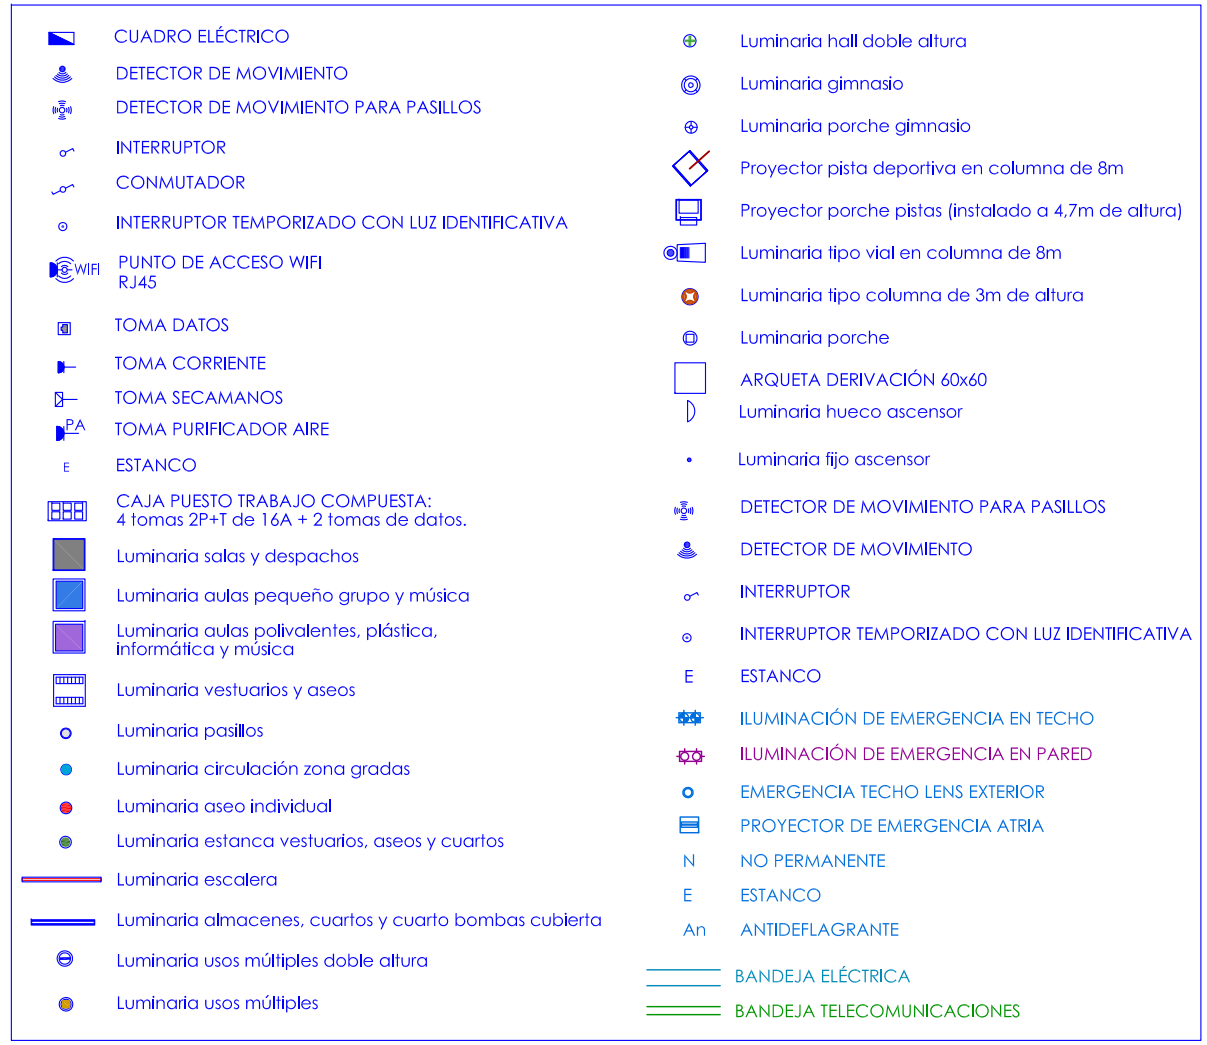 CUADRO ELÉCTRICO
DETECTOR DE MOVIMIENTO
DETECTOR DE MOVIMIENTO PARA PASILLOS
INTERRUPTOR
CONMUTADOR
INTERRUPTOR TEMPORIZADO CON LUZ IDENTIFICATIVA
WIFI PUNTO DE ACCESO WIFI
RJ45
TOMA DATOS
TOMA CORRIENTE
TOMA SECAMANOS
PA TOMA PURIFICADOR AIRE
E ESTANCO
CAJA PUESTO TRABAJO COMPUESTA:
4 tomas 2P+T de 16A + 2 tomas de datos.
Luminaria salas y despachos
Luminaria aulas pequeño grupo y música
Luminaria aulas polivalentes, plástica,
informática y música
Luminaria vestuarios y aseos
Luminaria pasillos
Luminaria circulación zona gradas
Luminaria aseo individual
Luminaria estanca vestuarios, aseos y cuartos
Luminaria escalera
Luminaria almacenes, cuartos y cuarto bombas cubierta
Luminaria usos múltiples doble altura
Luminaria usos múltiples
Luminaria hall doble altura
Luminaria gimnasio
Luminaria porche gimnasio
Proyector pista deportiva en columna de 8m
Proyector porche pistas (instalado a 4,7m de altura)
Luminaria tipo vial en columna de 8m
Luminaria tipo columna de 3m de altura
Luminaria porche
ARQUETA DERIVACIÓN 60x60
Luminaria hueco ascensor
Luminaria fijo ascensor
DETECTOR DE MOVIMIENTO PARA PASILLOS
DETECTOR DE MOVIMIENTO
INTERRUPTOR
INTERRUPTOR TEMPORIZADO CON LUZ IDENTIFICATIVA
E ESTANCO
ILUMINACIÓN DE EMERGENCIA EN TECHO
ILUMINACIÓN DE EMERGENCIA EN PARED
EMERGENCIA TECHO LENS EXTERIOR
PROYECTOR DE EMERGENCIA ATRIA
N NO PERMANENTE
E ESTANCO
An ANTIDEFLAGRANTE
BANDEJA ELÉCTRICA
BANDEJA TELECOMUNICACIONES